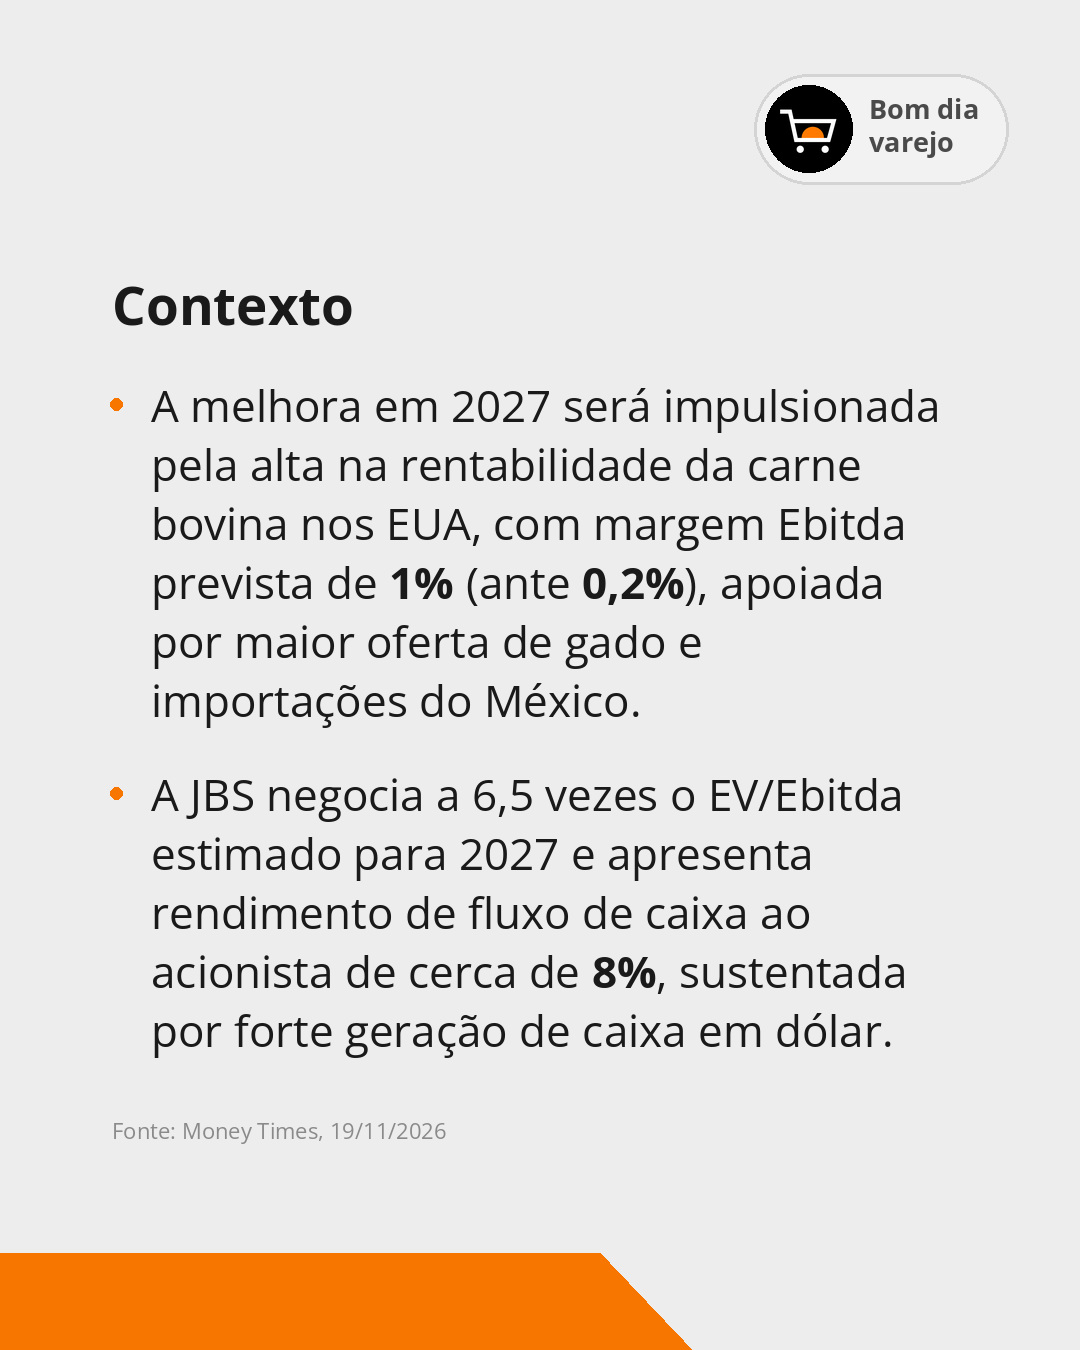 Bom dia
varejo
Contexto
• A melhora em 2027 será impulsionada
pela alta na rentabilidade da carne
bovina nos EUA, com margem Ebitda
prevista de 1% (ante 0,2%), apoiada
por maior oferta de gado e
importações do México.
• A JBS negocia a 6,5 vezes o EV/Ebitda
estimado para 2027 e apresenta
rendimento de fluxo de caixa ao
acionista de cerca de 8%, sustentada
por forte geração de caixa em dólar.
Fonte: Money Times, 19/11/2026